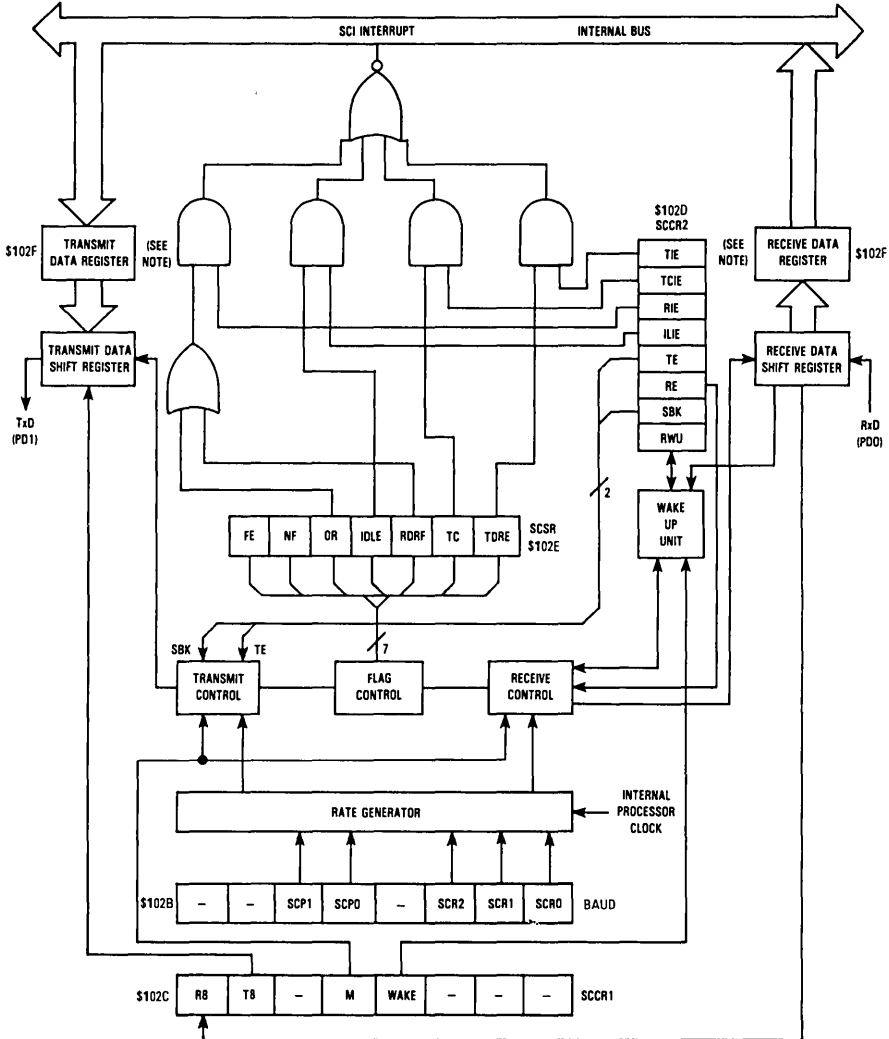 SCI INTERRUPT
INTERNAL BUS
$102D
SCCR2
$102F
TRANSMIT
DATA REGISTER
(SEE
NOTE)
TIE
TCIE
RIE
ILIE
TE
RE
SBK
RWU
(SEE
NOTE)
RECEIVE DATA
REGISTER
$102F
TRANSMIT DATA
SHIFT REGISTER
RECEIVE DATA
SHIFT REGISTER
TxD
(PD1)
RxD
(PD0)
2
WAKE
UP
UNIT
FE NF OR IDLE RDRF TC TDRE
SCSR
$102E
SBK
TE
7
TRANSMIT
CONTROL
FLAG
CONTROL
RECEIVE
CONTROL
RATE GENERATOR
INTERNAL
PROCESSOR
CLOCK
$102B – – SCP1 SCP0 – SCR2 SCR1 SCR0 BAUD
$102C R8 T8 – M WAKE – – – SCCR1